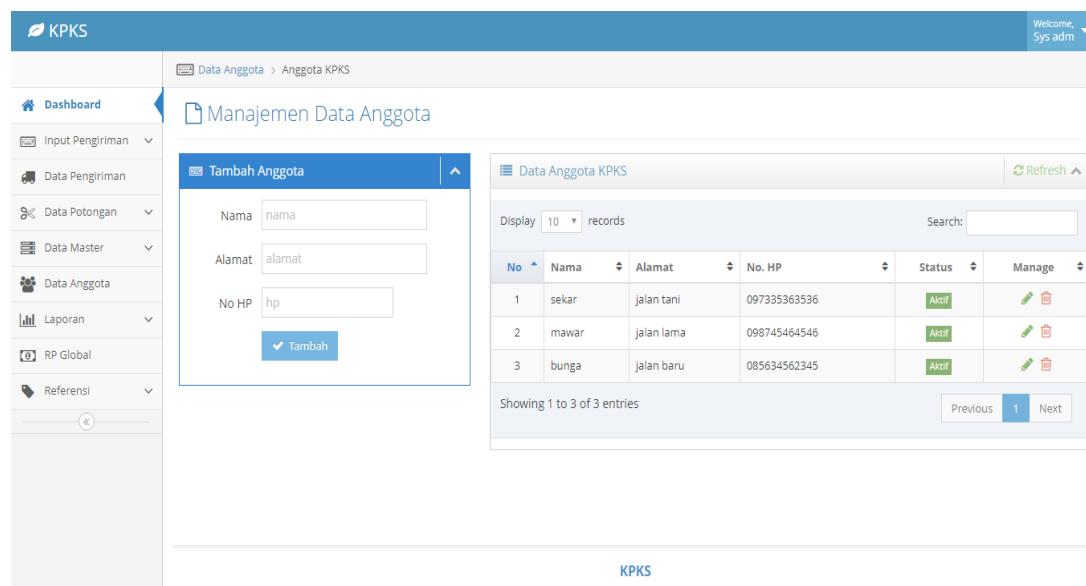 KPKS
Welcome,
Sys adm
Data Anggota > Anggota KPKS
Dashboard
Input Pengiriman
Data Pengiriman
Data Potongan
Data Master
Data Anggota
Laporan
RP Global
Referensi
Manajemen Data Anggota
Tambah Anggota
Nama nama
Alamat alamat
No HP hp
Tambah
Data Anggota KPKS Refresh
Display 10 records Search:
No Nama Alamat No. HP Status Manage
1 sekar jalan tani 097335363536 Aktif
2 mawar jalan lama 098745464546 Aktif
3 bunga jalan baru 085634562345 Aktif
Showing 1 to 3 of 3 entries Previous 1 Next
KPKS